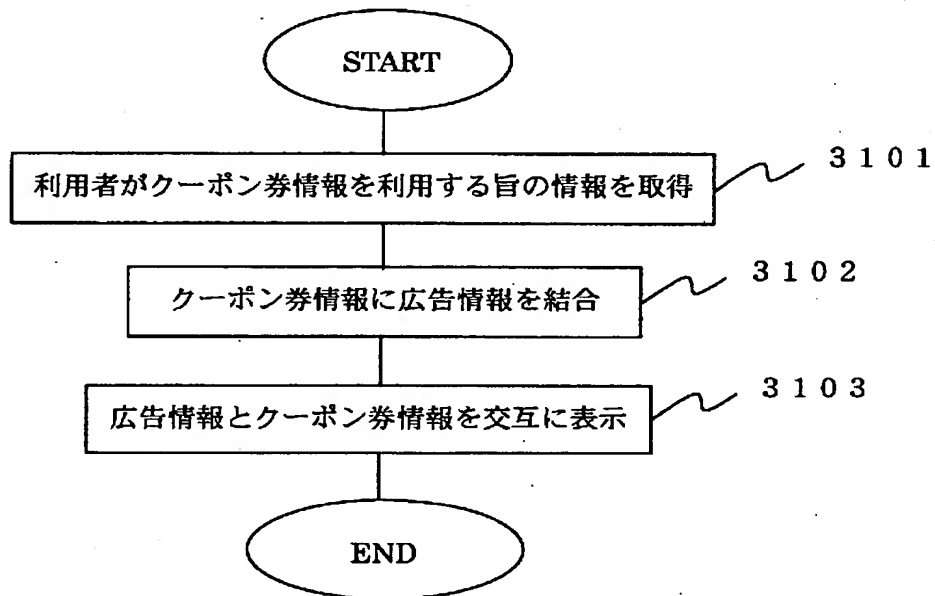 START
利用者がクーポン券情報を利用する旨の情報を取得
3101
クーポン券情報に広告情報を結合
3102
広告情報とクーポン券情報を交互に表示
3103
END